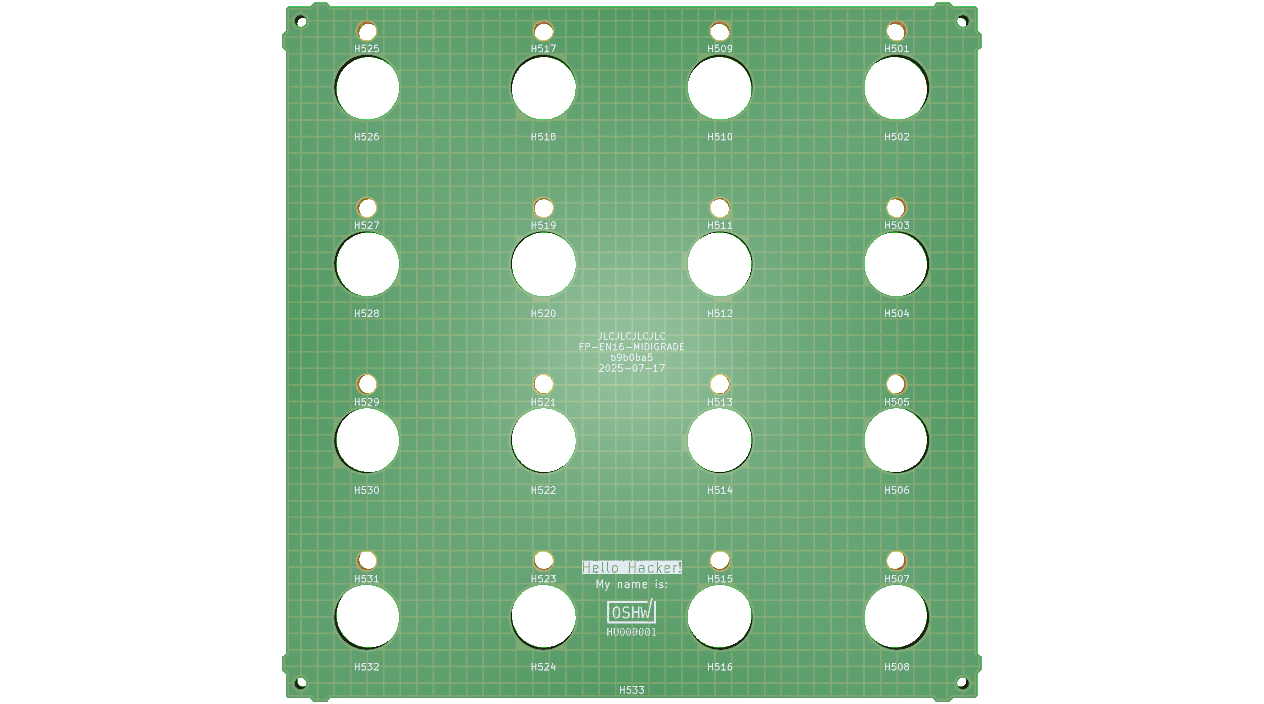 H525 H517 H509 H501
H526 H518 H510 H502
H527 H519 H511 H503
H528 H520 H512 H504
JLCJLCJLCJLC
FP-EN16-MIDIGRADE
b9b0ba5
2025-07-17
H529 H521 H513 H505
H530 H522 H514 H506
Hello Hacker!
H531 H523 H515 H507
My name is:
OSHW
HU000001
H532 H524 H516 H508
H533